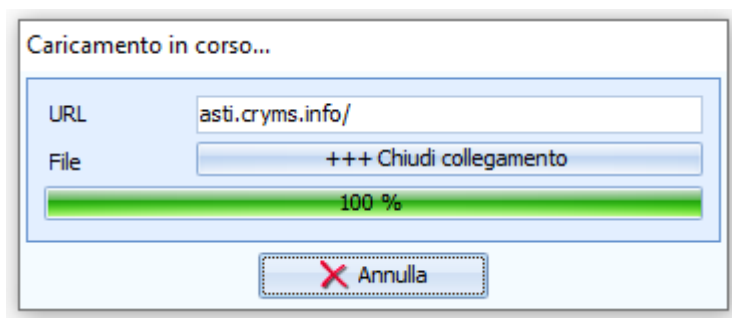 Caricamento in corso...
URL asti.cryms.info/
File +++ Chiudi collegamento
100 %
Annulla